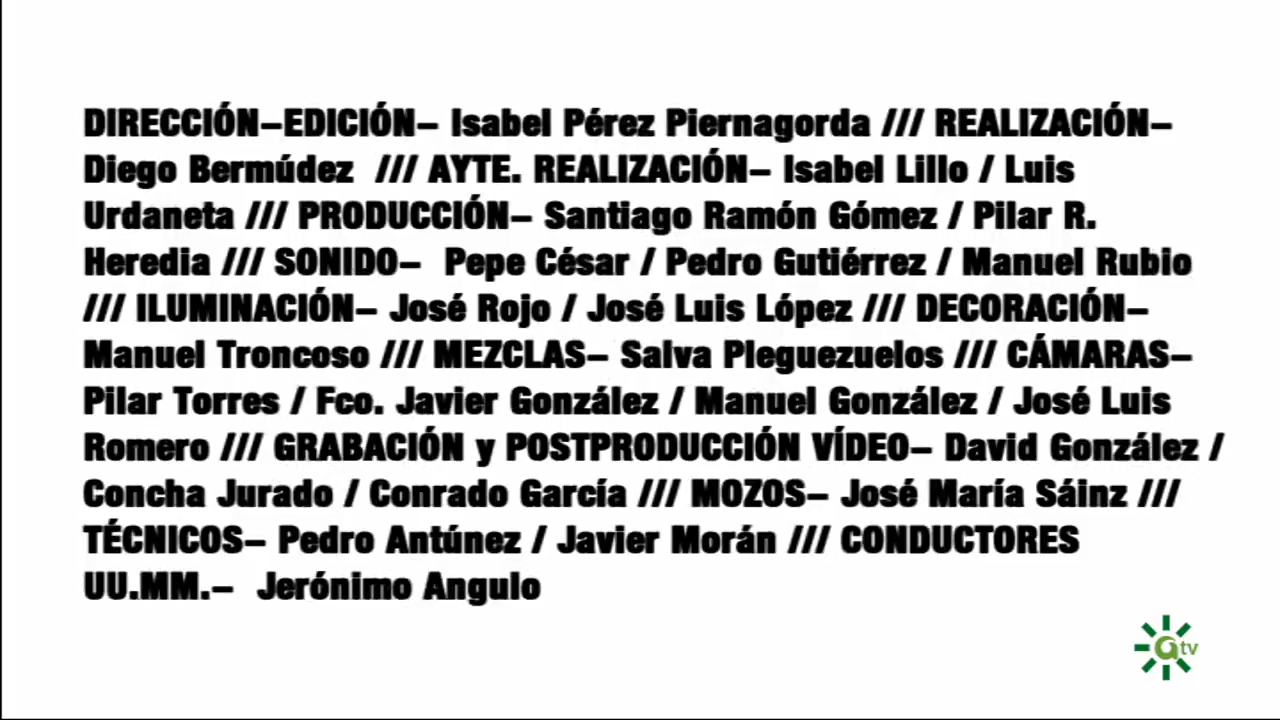 DIRECCIÓN-EDICIÓN- Isabel Pérez Piernagorda /// REALIZACIÓN-
Diego Bermúdez /// AYTE. REALIZACIÓN- Isabel Lillo / Luis
Urdaneta /// PRODUCCIÓN- Santiago Ramón Gómez / Pilar R.
Heredia /// SONIDO- Pepe César / Pedro Gutiérrez / Manuel Rubio
/// ILUMINACIÓN- José Rojo / José Luis López /// DECORACIÓN-
Manuel Troncoso /// MEZCLAS- Salva Pleguezuelos /// CÁMARAS-
Pilar Torres / Fco. Javier González / Manuel González / José Luis
Romero /// GRABACIÓN y POSTPRODUCCIÓN VÍDEO- David González /
Concha Jurado / Conrado García /// MOZOS- José María Sáinz ///
TÉCNICOS- Pedro Antúnez / Javier Morán /// CONDUCTORES
UU.MM.- Jerónimo Angulo
atv